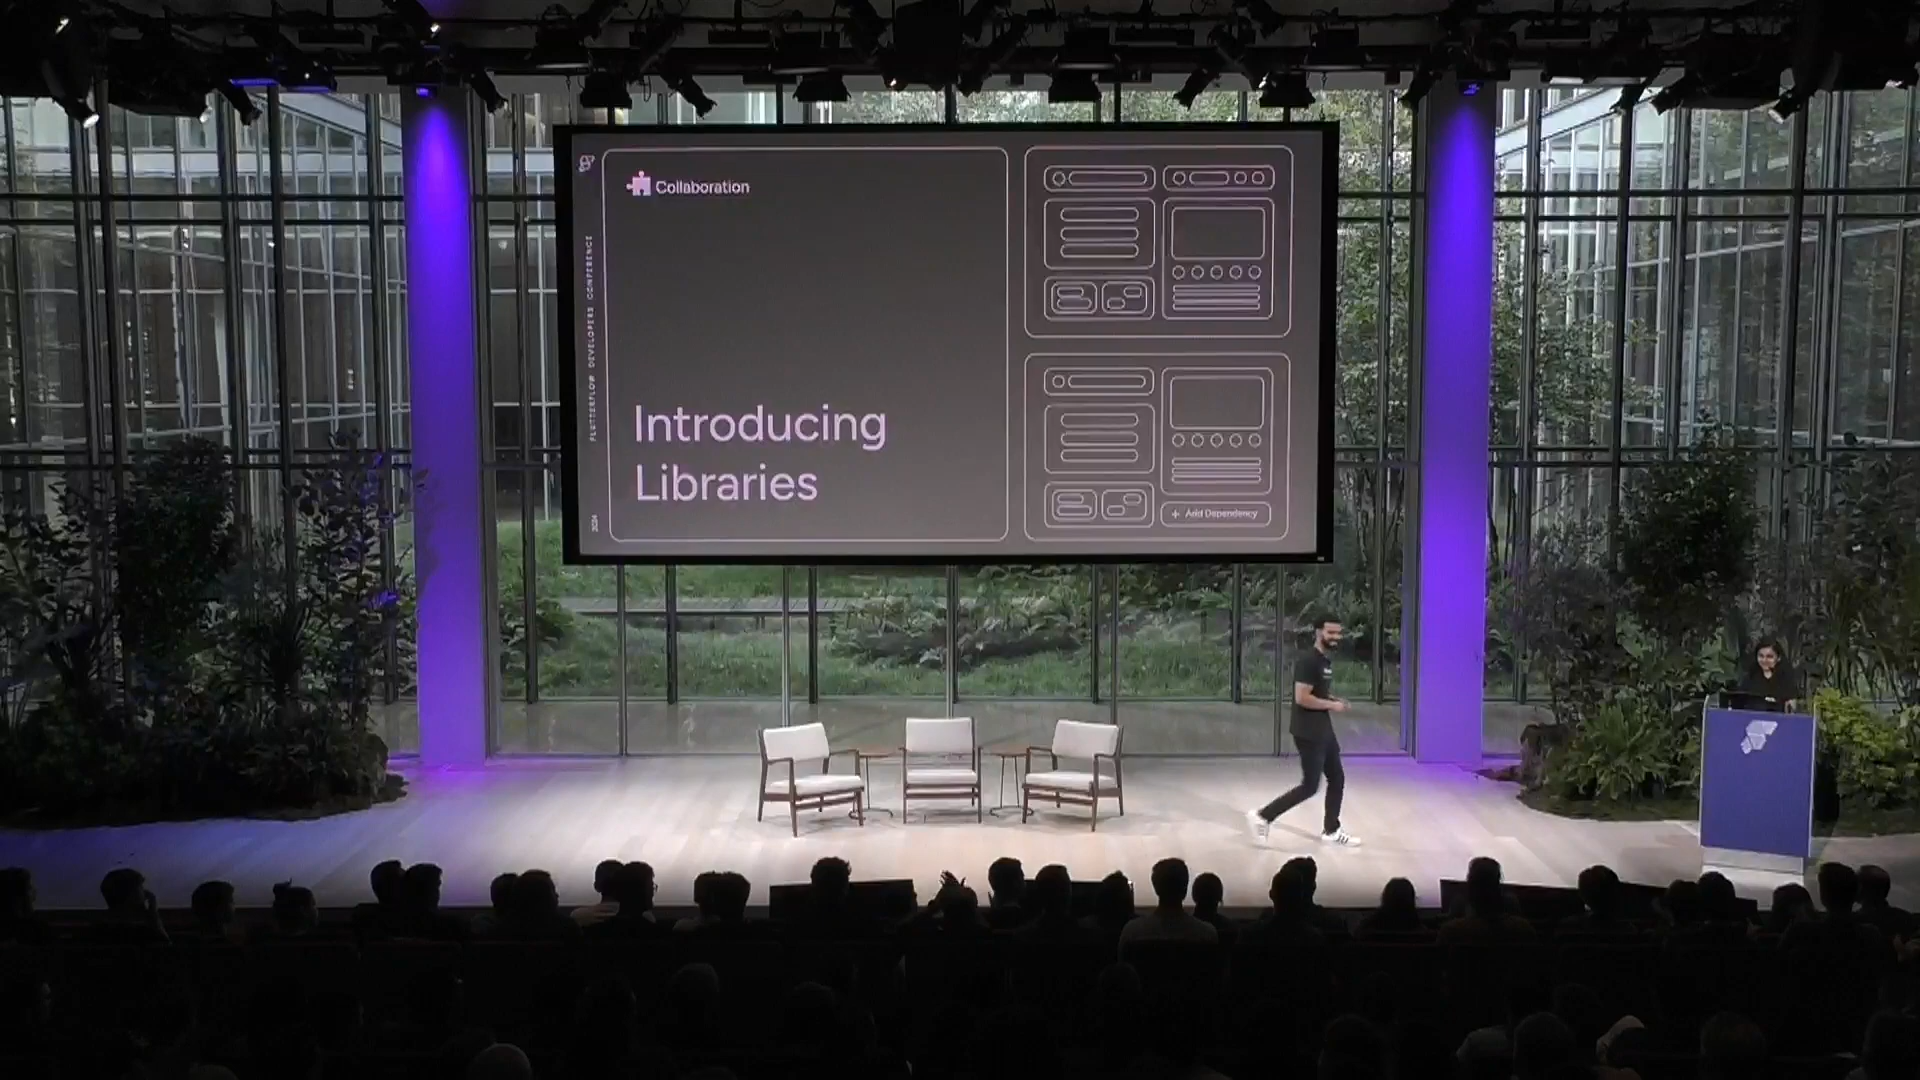 Collaboration
FLUTTERFLOW DEVELOPERS CONFERENCE
2024
Introducing
Libraries
+ Add Dependency